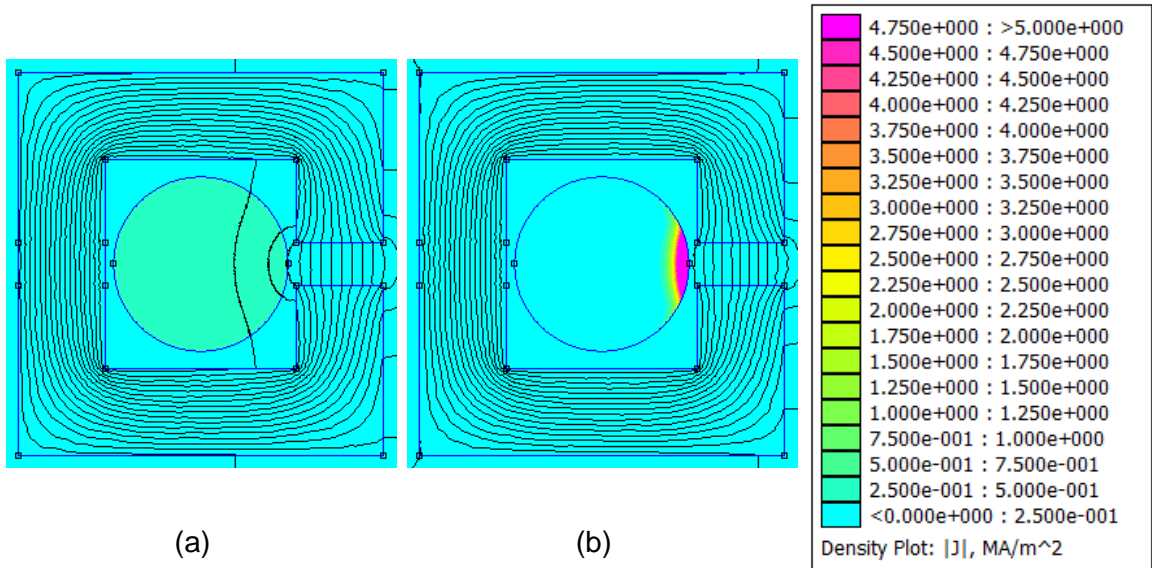 4.750e+000 : >5.000e+000
4.500e+000 : 4.750e+000
4.250e+000 : 4.500e+000
4.000e+000 : 4.250e+000
3.750e+000 : 4.000e+000
3.500e+000 : 3.750e+000
3.250e+000 : 3.500e+000
3.000e+000 : 3.250e+000
2.750e+000 : 3.000e+000
2.500e+000 : 2.750e+000
2.250e+000 : 2.500e+000
2.000e+000 : 2.250e+000
1.750e+000 : 2.000e+000
1.500e+000 : 1.750e+000
1.250e+000 : 1.500e+000
1.000e+000 : 1.250e+000
7.500e-001 : 1.000e+000
5.000e-001 : 7.500e-001
2.500e-001 : 5.000e-001
<0.000e+000 : 2.500e-001
Density Plot: |J|, MA/m^2
(a)
(b)